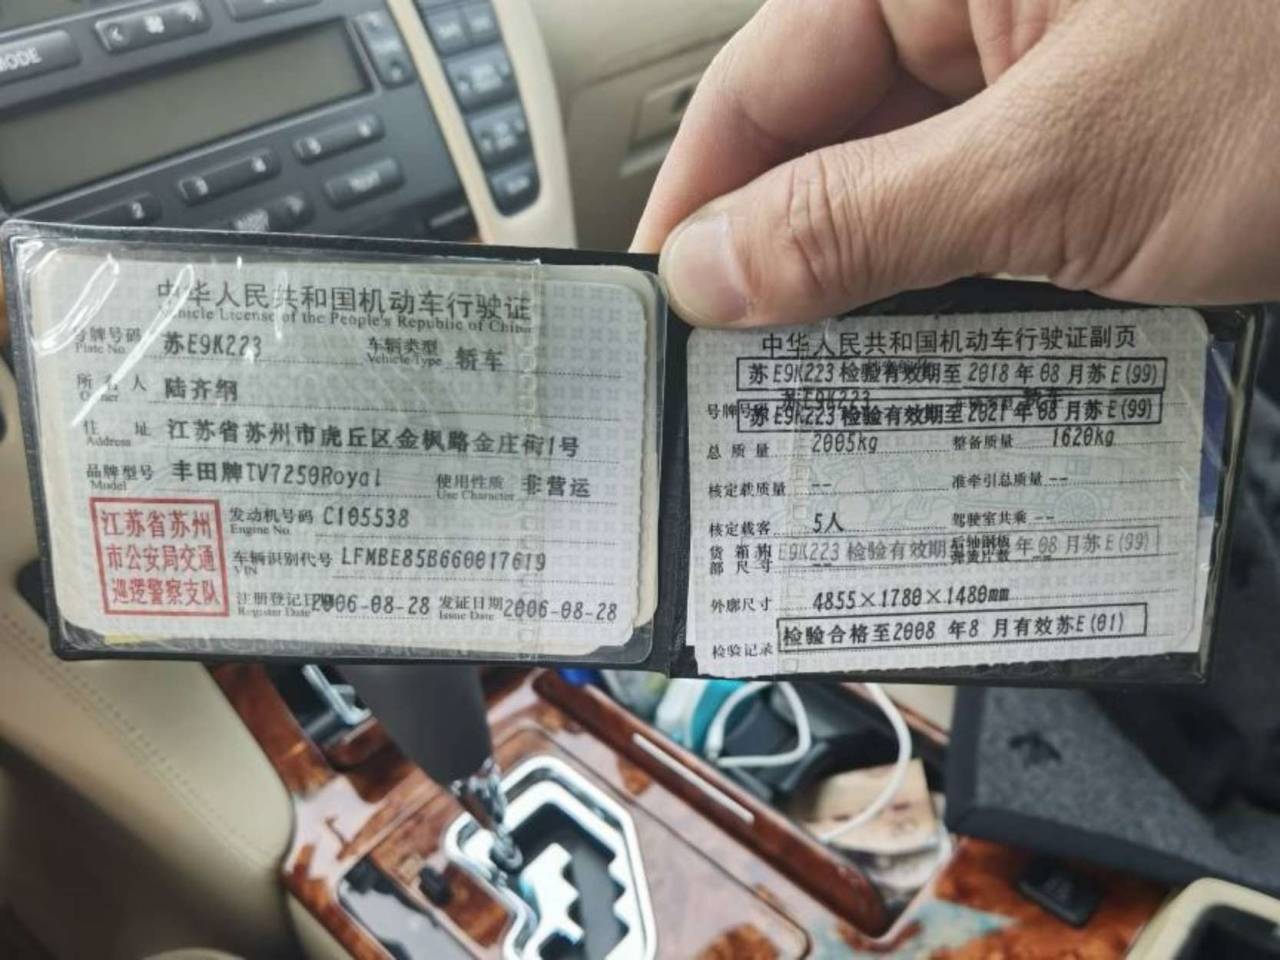 MODE
中华人民共和国机动车行驶证
Vehicle License of the People's Republic of China
号牌号码 苏E9K223 车辆类型 轿车
Plate No. Vehicle Type
所有人 陆齐纲
Owner
住址 江苏省苏州市虎丘区金枫路金庄街1号
Address
品牌型号 丰田牌TV7250Royal 使用性质 非营运
Model Use Character
江苏省苏州
市公安局交通
巡逻警察支队
发动机号码 C105538
Engine No.
车辆识别代号 LFMBE85B660017619
VIN
注册登记日期 2006-08-28 发证日期 2006-08-28
Register Date Issue Date
中华人民共和国机动车行驶证副页
苏E9K223检验有效期至2018年08月苏E(99)
号牌号
苏E9K223检验有效期至2021年08月苏E(99)
总质量 2005kg 整备质量 1620kg
核定载质量 -- 准牵引总质量 --
核定载客 5人 驾驶室共乘 --
E9K223检验有效期 年08月苏E(99)
货箱内部尺寸 -- 后轴钢板弹簧片数 --
外廓尺寸 4855×1780×1480mm
检验合格至2008年8月有效苏E(01)
检验记录